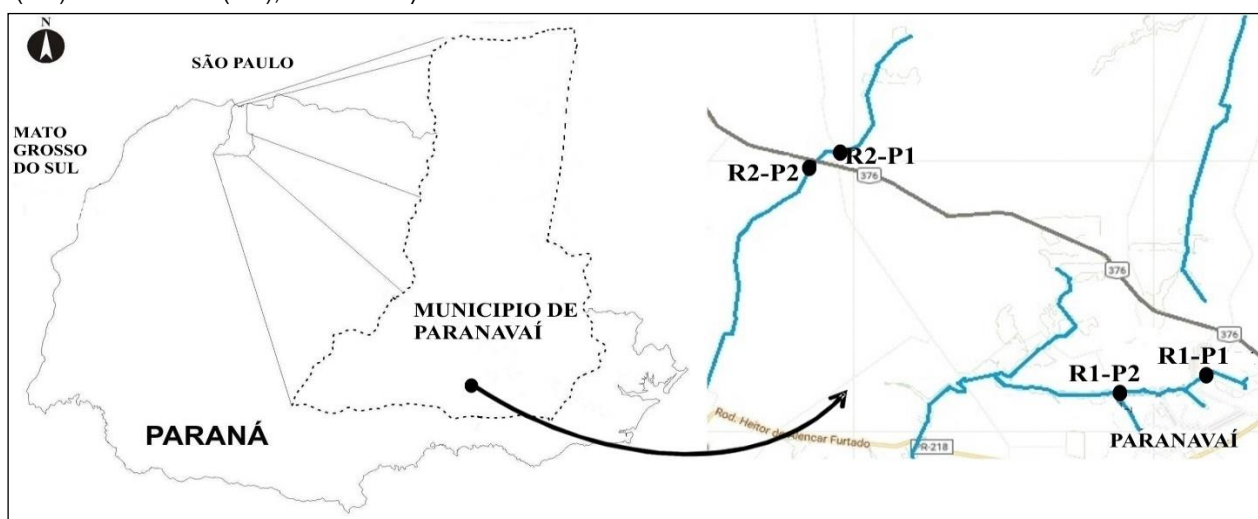 N
SÃO PAULO
MATO
GROSSO
DO SUL
MUNICIPIO DE
PARANAVAÍ
PARANÁ
R2-P1
R2-P2
376
376
376
R1-P1
R1-P2
Rod. Heitor de Alencar Furtado
PR-218
PARANAVAÍ